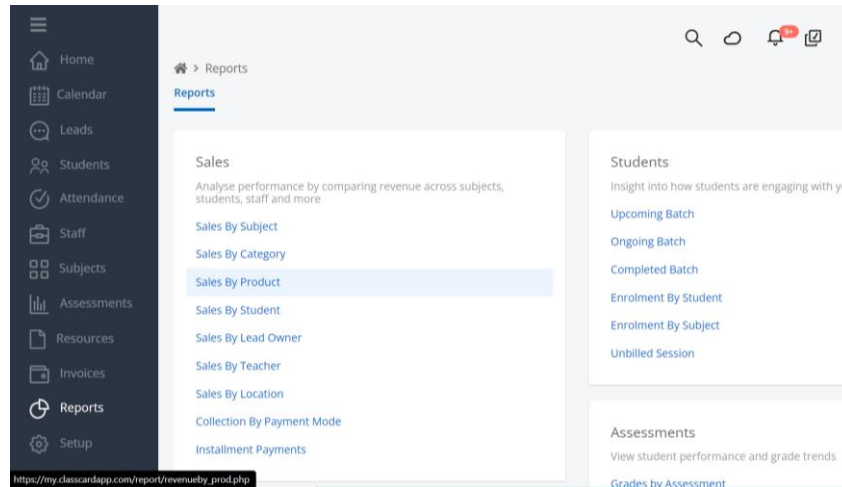 Home
Calendar
Leads
Students
Attendance
Staff
Subjects
Assessments
Resources
Invoices
Reports
Setup
https://my.classcardapp.com/report/revenueby_prod.php
9+
> Reports
Reports
Sales
Analyse performance by comparing revenue across subjects,
students, staff and more
Sales By Subject
Sales By Category
Sales By Product
Sales By Student
Sales By Lead Owner
Sales By Teacher
Sales By Location
Collection By Payment Mode
Installment Payments
Students
Insight into how students are engaging with y
Upcoming Batch
Ongoing Batch
Completed Batch
Enrolment By Student
Enrolment By Subject
Unbilled Session
Assessments
View student performance and grade trends
Grades by Assessment